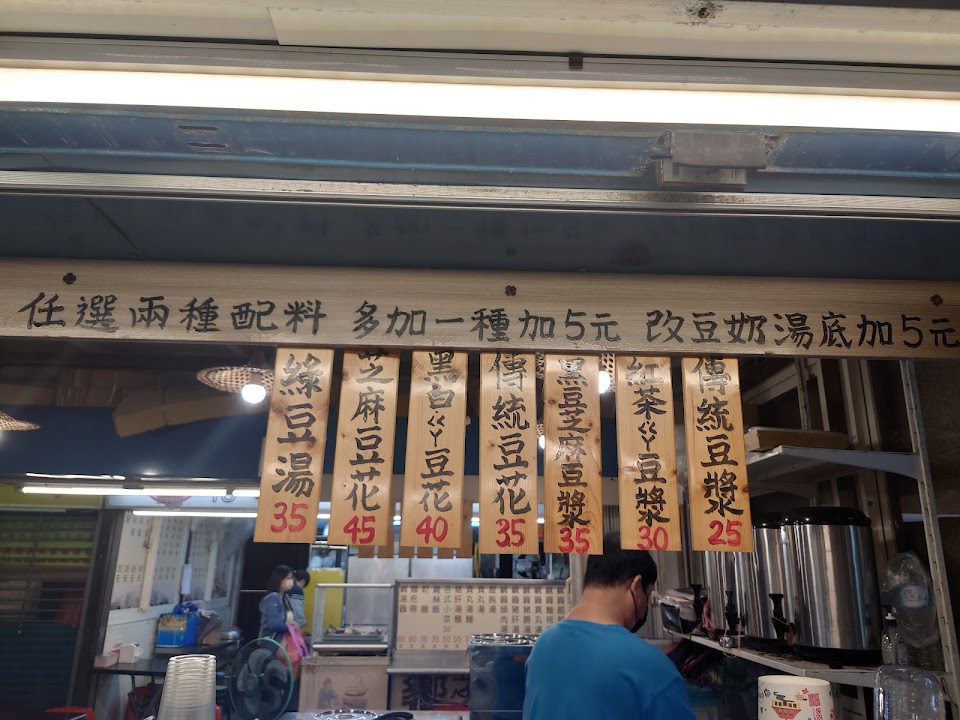 任選兩種配料 多加一種加5元 改豆奶湯底加5元
綠豆湯 35
芝麻豆花 45
黑白ㄍㄚ豆花 40
傳統豆花 35
黑豆芝麻豆漿 35
紅茶ㄍㄚ豆漿 30
傳統豆漿 25